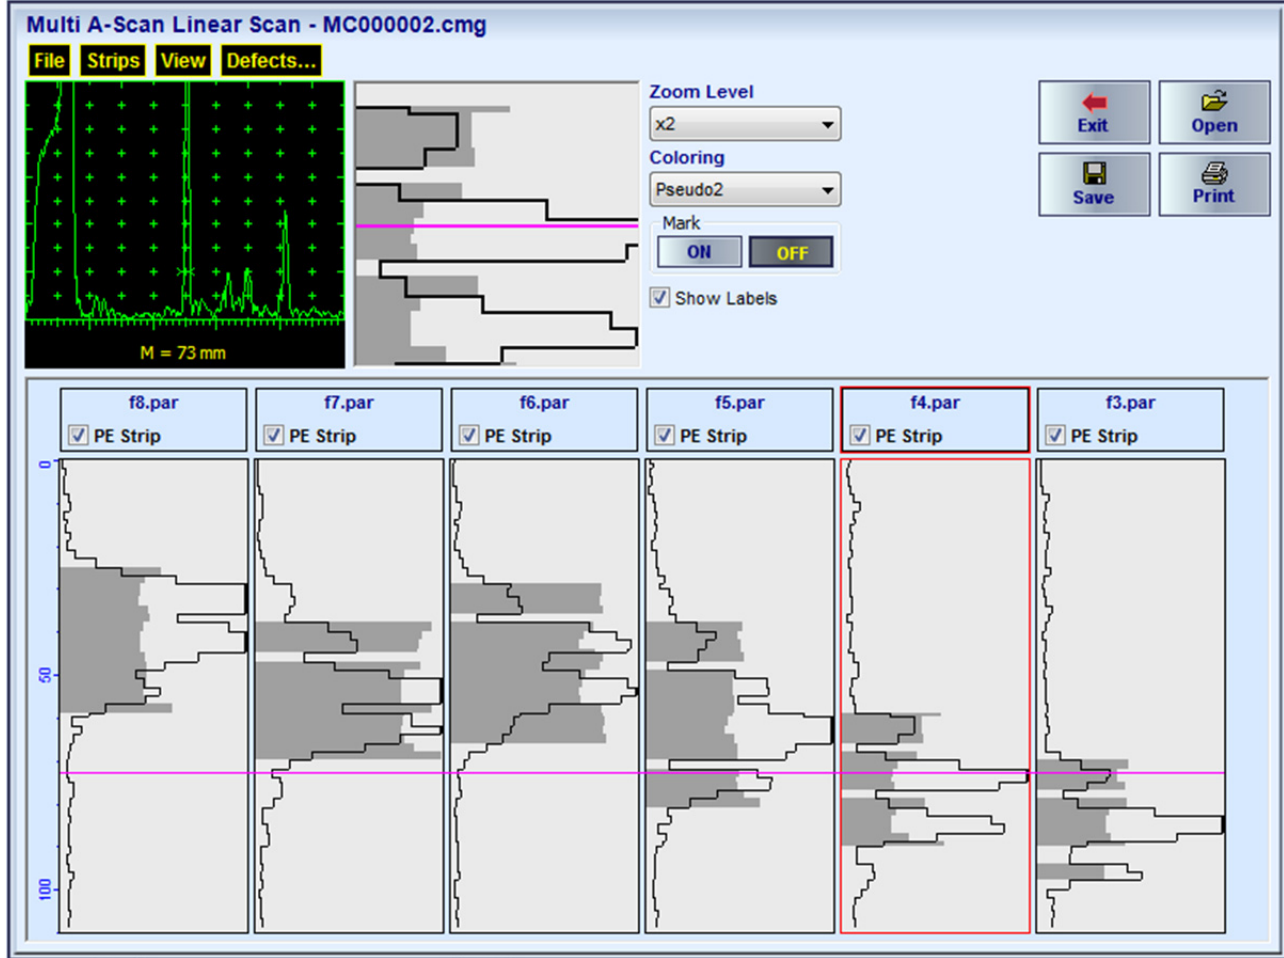 Multi A-Scan Linear Scan - MC000002.cmg
File Strips View Defects...
M = 73 mm
Zoom Level
x2
Coloring
Pseudo2
Mark
ON OFF
Show Labels
Exit Open
Save Print
f8.par f7.par f6.par f5.par f4.par f3.par
PE Strip PE Strip PE Strip PE Strip PE Strip PE Strip
0
50
100